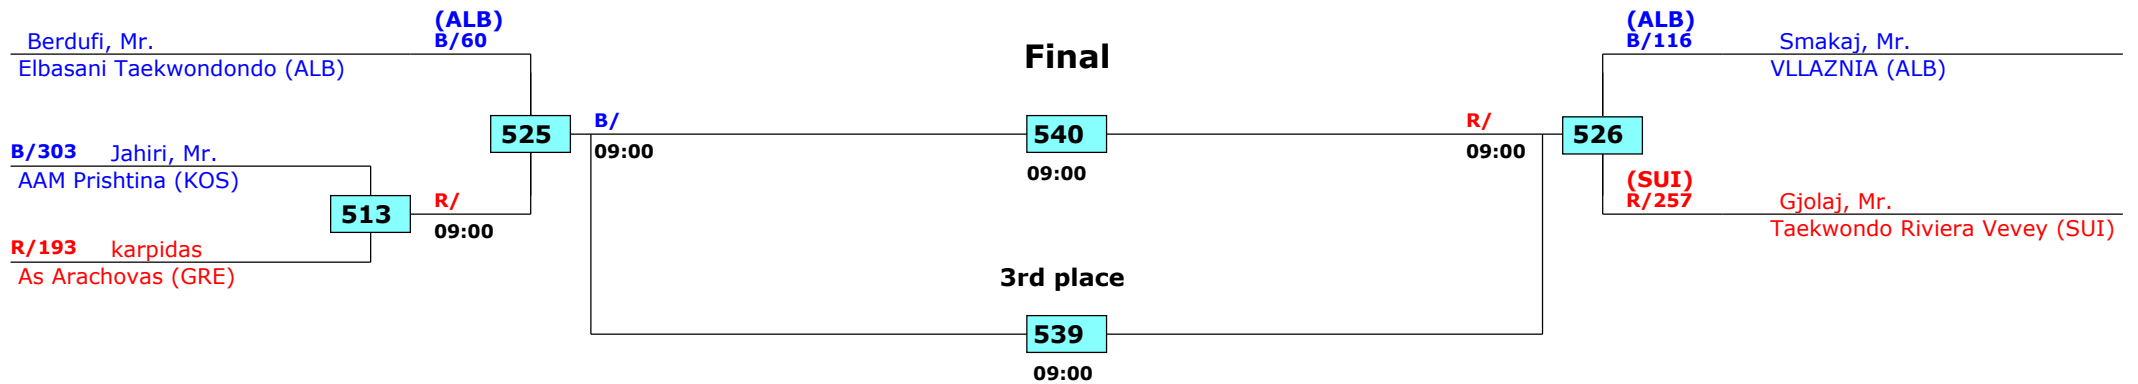 (ALB)
Berdufi, Mr. B/60
Elbasani Taekwondondo (ALB)
B/303 Jahiri, Mr.
AAM Prishtina (KOS)
513
R/193 karpidas
As Arachovas (GRE)
R/
09:00
525
B/
09:00
Final
540
09:00
3rd place
539
09:00
R/
09:00
526
(ALB)
B/116 Smakaj, Mr.
VLLAZNIA (ALB)
(SUI)
R/257 Gjolaj, Mr.
Taekwondo Riviera Vevey (SUI)